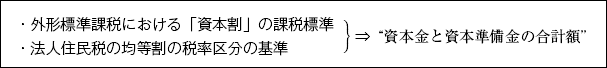 ・外形標準課税における「資本割」の課税標準
・法人住民税の均等割の税率区分の基準
⇒ “資本金と資本準備金の合計額”